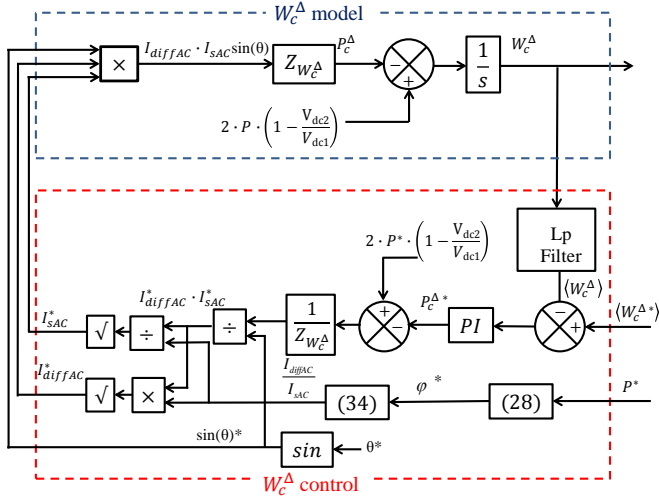 W_c^Δ model
I_diffAC · I_sAC sin(θ)
P_c^Δ
W_c^Δ
×
Z_{W_c^Δ}
−
+
1/s
2 · P · (1 − V_dc2/V_dc1)
2 · P* · (1 − V_dc2/V_dc1)
Lp
Filter
⟨W_c^Δ⟩
I*_diffAC · I*_sAC
P_c^Δ *
⟨W_c^Δ*⟩
I*_sAC
√
÷
÷
1/Z_{W_c^Δ}
+
−
PI
−
+
I*_diffAC
I_diffAC/I_sAC
φ *
P*
√
×
(34)
(28)
sin(θ)*
sin
θ*
W_c^Δ control